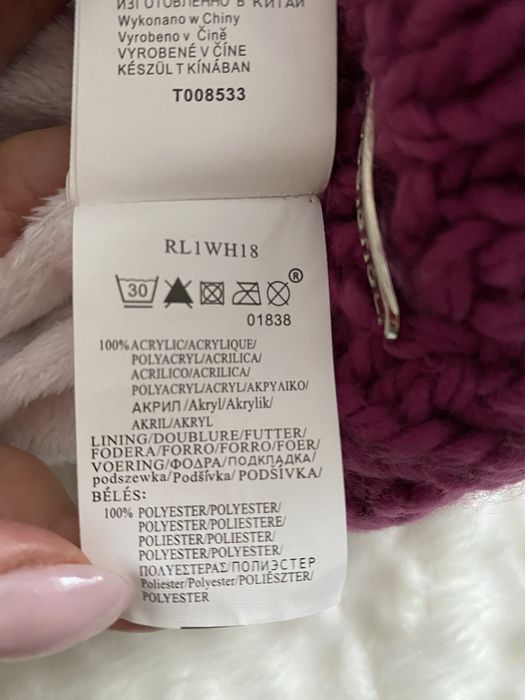 ИЗГОТОВЛЕННО В КИТАЙ
Wykonano w Chiny
Vyrobeno v Čině
VYROBENÉ V ČÍNE
KÉSZÜLT KÍNÁBAN
T008533
RL1WH18
30
®
01838
100%ACRYLIC/ACRYLIQUE/
POLYACRYL/ACRILICA/
ACRILICO/ACRILICA/
POLYACRYL/ACRYL/ΑΚΡΥΛΙΚΟ/
АКРИЛ/Akryl/Akrylik/
AKRIL/AKRYL
LINING/DOUBLURE/FUTTER/
FODERA/FORRO/FORRO/FOER/
VOERING/ΦΟΔΡΑ/ПОДКЛАДКА/
podszewka/Podšívka/ PODŠÍVKA/
BÉLÉS:
100% POLYESTER/POLYESTER/
POLYESTER/POLIESTERE/
POLIESTER/POLIESTER/
POLYESTER/POLYESTER/
ΠΟΛΥΕΣΤΕΡΑΣ/ПОЛИЭСТЕР
Poliester/Polyester/POLIÉSZTER/
POLYESTER